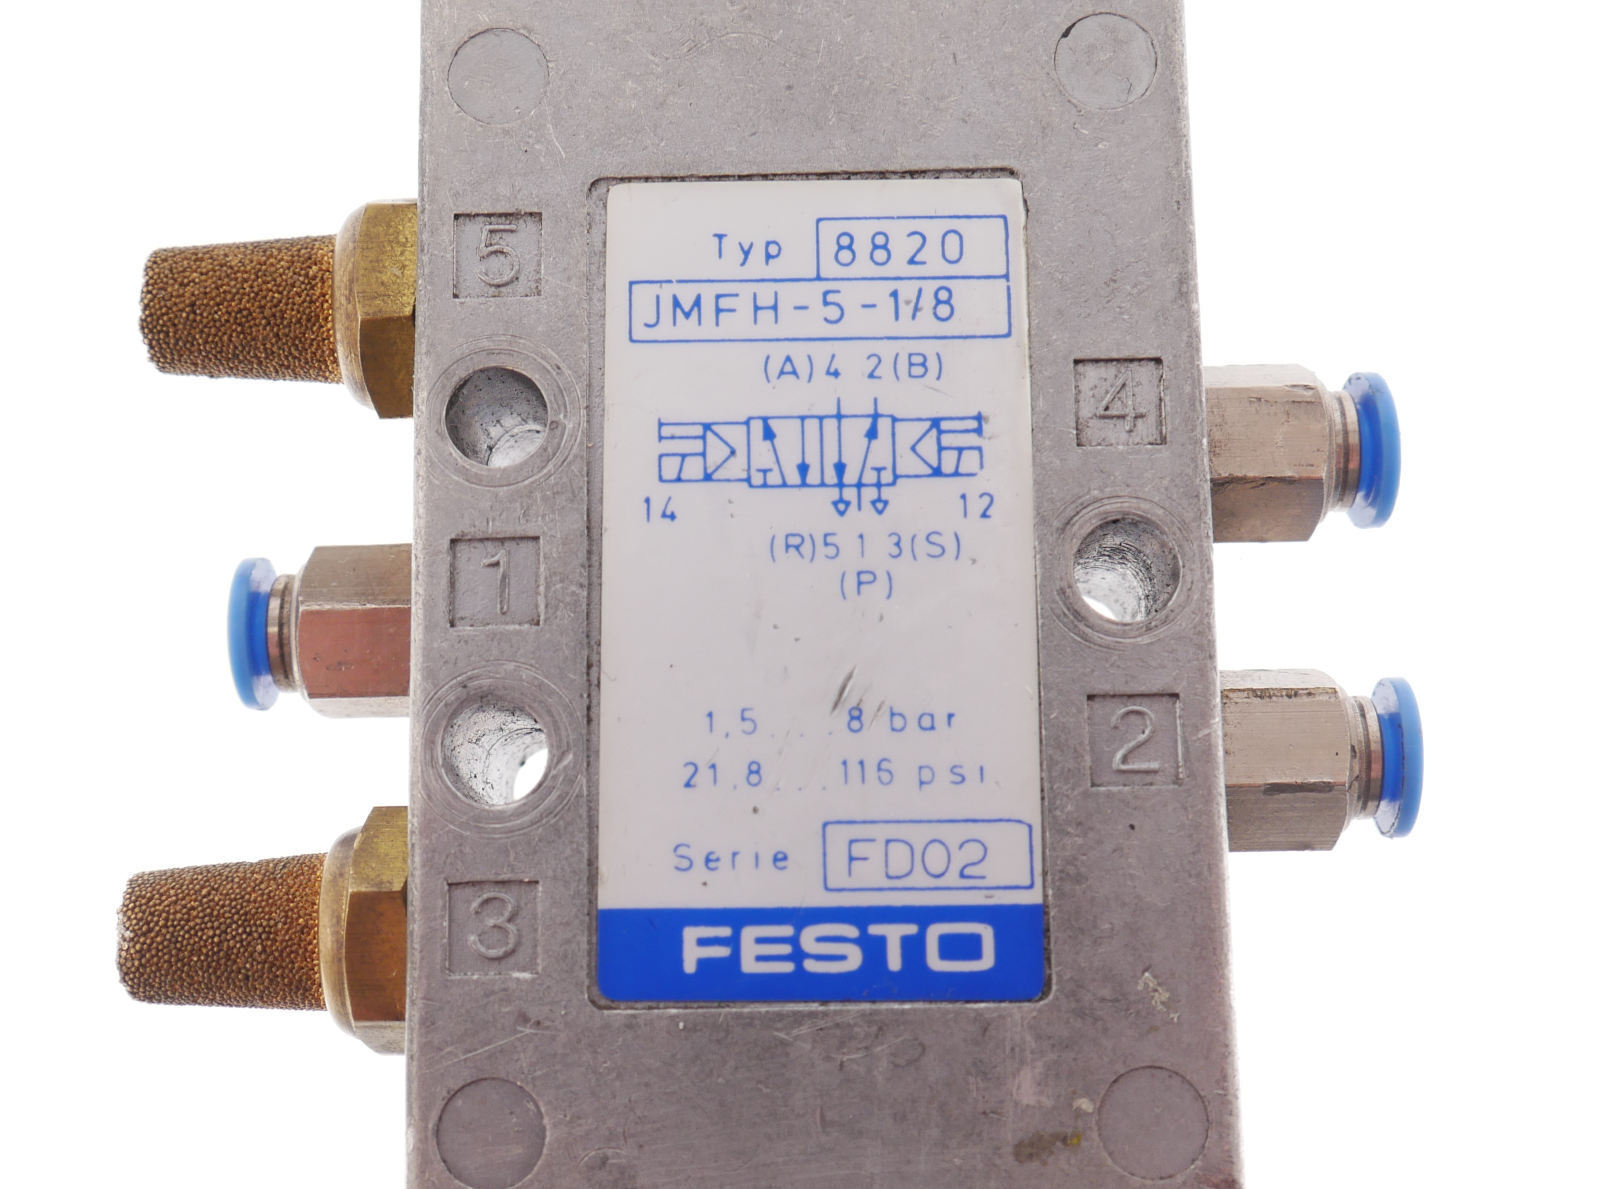 Typ 8820
JMFH-5-1/8
(A)4 2(B)
14 12
(R)5 1 3(S)
(P)
1,5...8 bar
21,8...116 psi
Serie FD02
FESTO
5
1
3
4
2